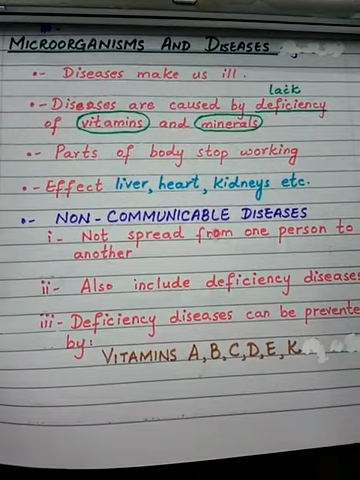 MICROORGANISMS AND DISEASES
•- Diseases make us ill.
lack
•- Diseases are caused by deficiency
of vitamins and minerals
•- Parts of body stop working
•- Effect liver, heart, kidneys etc.
•- NON-COMMUNICABLE DISEASES
i- Not spread from one person to
another
ii- Also include deficiency diseases
iii- Deficiency diseases can be prevente
by:
VITAMINS A, B, C, D, E, K